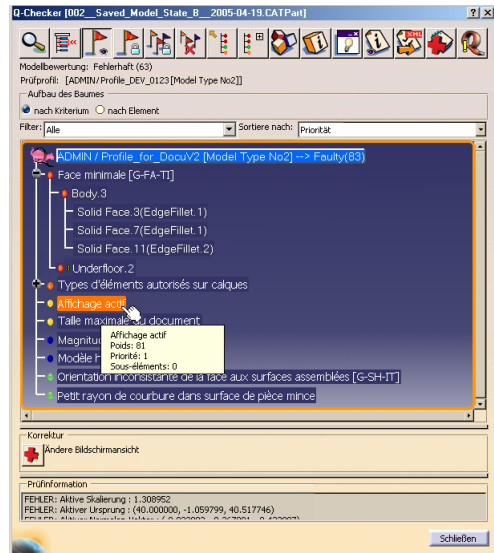 Q-Checker [002__Saved_Model_State_B__2005-04-19.CATPart]
Modellbewertung: Fehlerhaft (63)
Prüfprofil: [ADMIN/Profile_DEV_0123[Model Type No2]]
Aufbau des Baumes
nach Kriterium nach Element
Filter: Alle Sortiere nach: Priorität
ADMIN / Profile_for_DocuV2 [Model Type No2] --> Faulty(83)
Face minimale [G-FA-TI]
Body.3
Solid Face.3(EdgeFillet.1)
Solid Face.7(EdgeFillet.1)
Solid Face.11(EdgeFillet.2)
Underfloor.2
Types d'éléments autorisés sur calques
Affichage actif
Taille maximale du document
Magnitu
Modèle h
Affichage actif
Poids: 81
Priorité: 1
Sous-éléments: 0
Orientation inconsistante de la face aux surfaces assemblées [G-SH-IT]
Petit rayon de courbure dans surface de pièce mince
Korrektur
Ändere Bildschirmansicht
Prüfinformation
FEHLER: Aktive Skalierung : 1.308952
FEHLER: Aktiver Ursprung : (40.000000, -1.059799, 40.517746)
Schließen